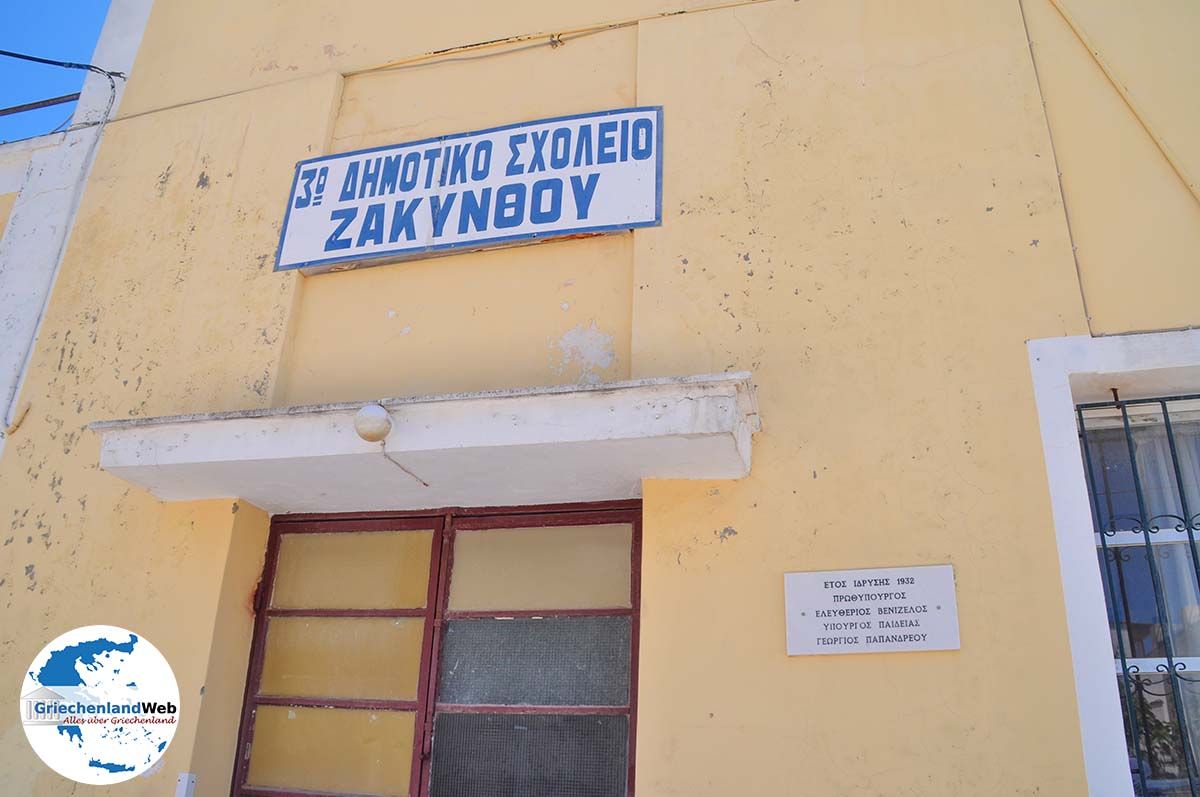 3ο ΔΗΜΟΤΙΚΟ ΣΧΟΛΕΙΟ
ΖΑΚΥΝΘΟΥ
ΕΤΟΣ ΙΔΡΥΣΗΣ 1932
ΠΡΩΘΥΠΟΥΡΓΟΣ
* ΕΛΕΥΘΕΡΙΟΣ ΒΕΝΙΖΕΛΟΣ *
ΥΠΟΥΡΓΟΣ ΠΑΙΔΕΙΑΣ
ΓΕΩΡΓΙΟΣ ΠΑΠΑΝΔΡΕΟΥ
GriechenlandWeb
Alles über Griechenland